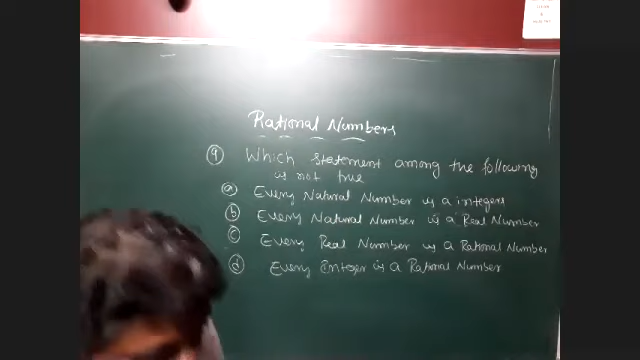 Rational Numbers
9 Which statement among the following
is not true
a Every Natural Number is a integers
b Every Natural Number is a Real Number
c Every Real Number is a Rational Number
d Every Integer is a Rational Number